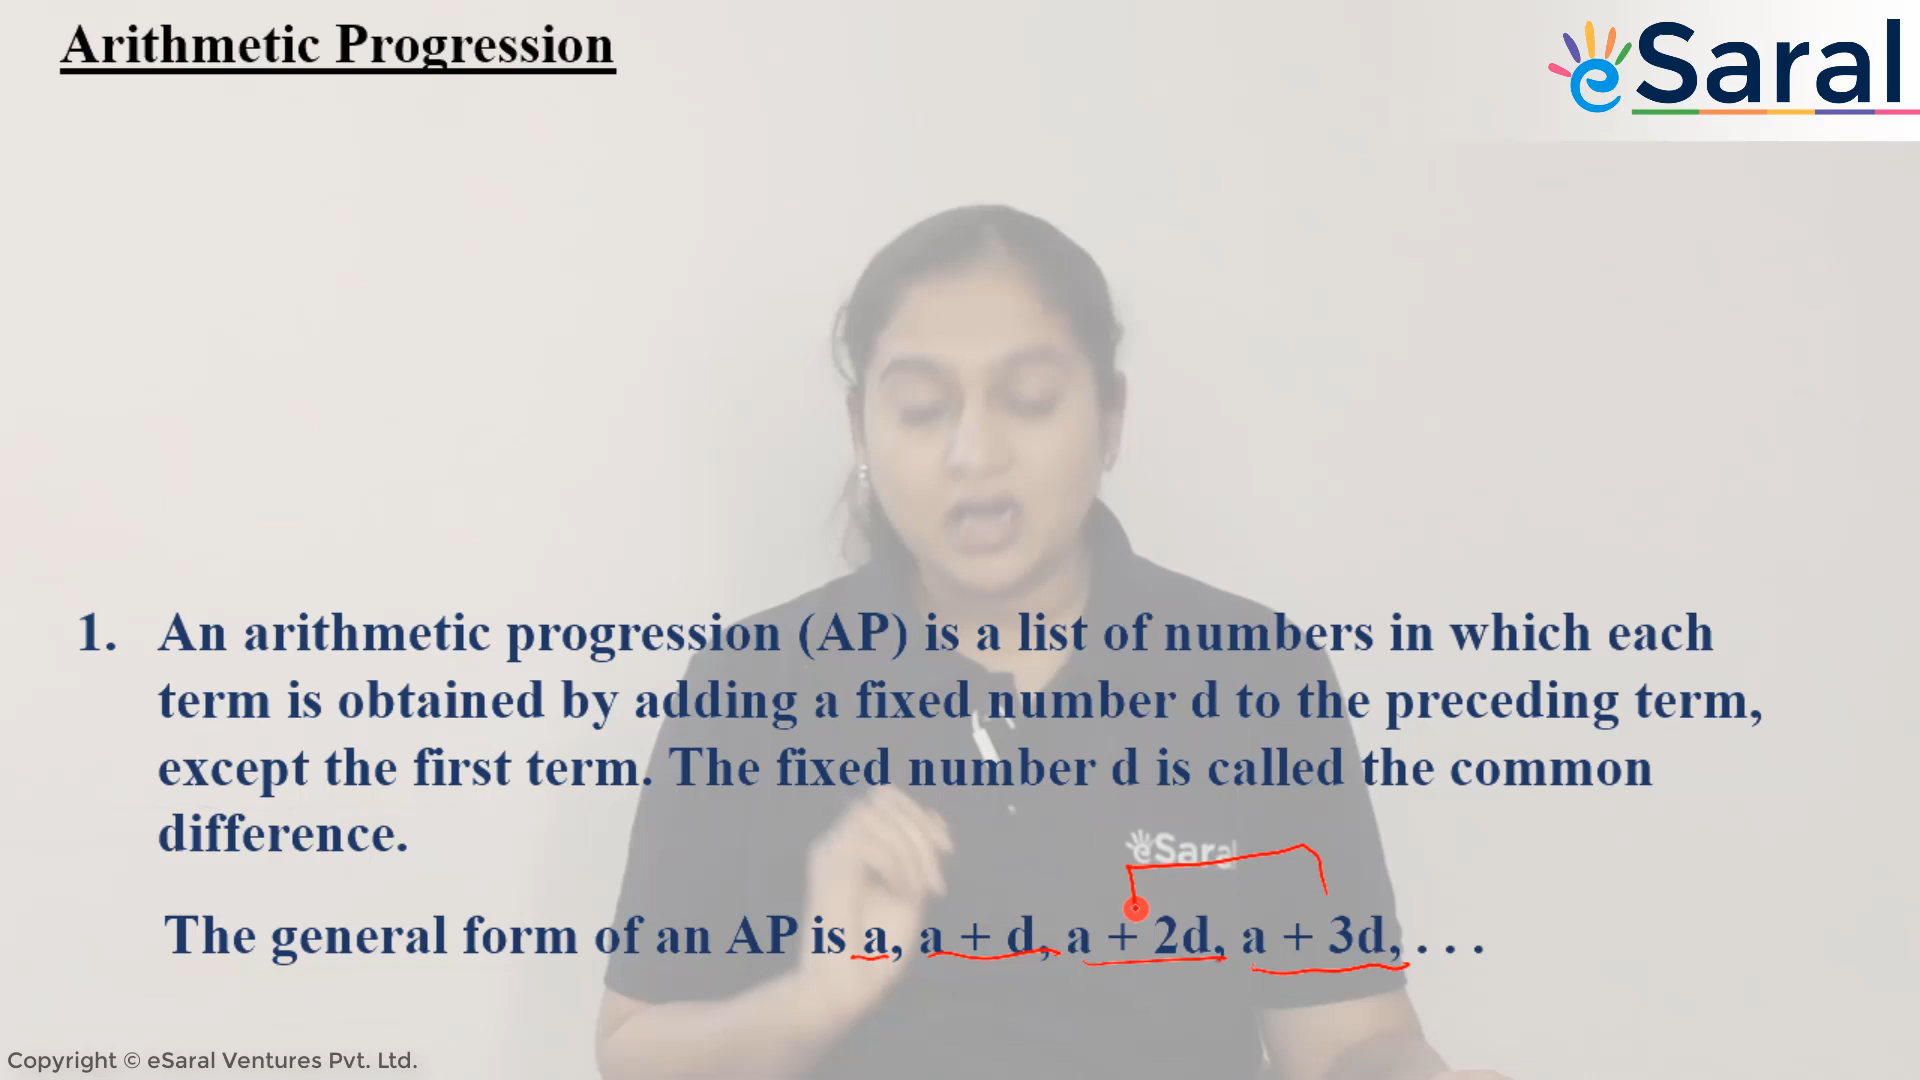 Arithmetic Progression
eSaral
1. An arithmetic progression (AP) is a list of numbers in which each
term is obtained by adding a fixed number d to the preceding term,
except the first term. The fixed number d is called the common
difference.
eSaral
The general form of an AP is a, a + d, a + 2d, a + 3d, . . .
Copyright © eSaral Ventures Pvt. Ltd.